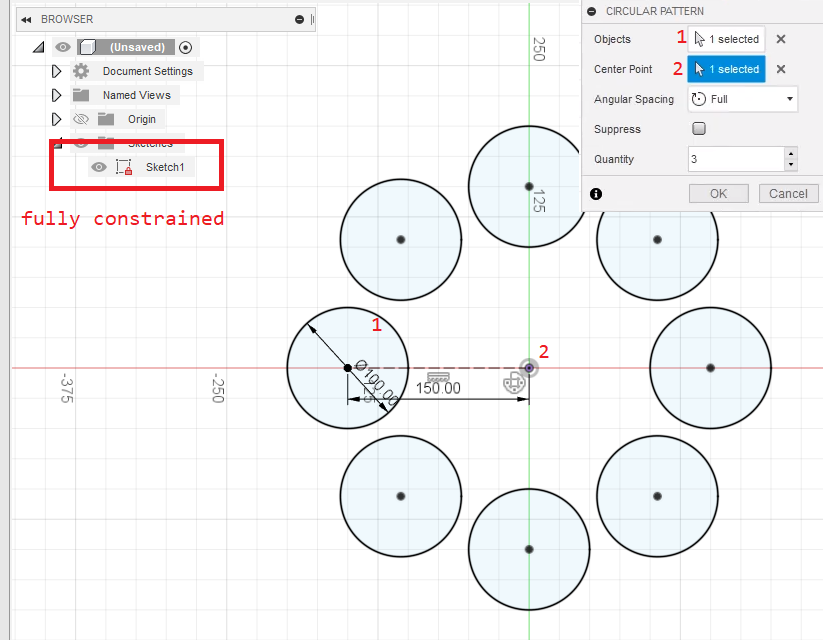 BROWSER
(Unsaved)
Document Settings
Named Views
Origin
Sketches
Sketch1
fully constrained
CIRCULAR PATTERN
Objects
1
1 selected
Center Point
2
1 selected
Angular Spacing
Full
Suppress
Quantity
3
OK
Cancel
250
125
1
2
Ø100.00
150.00
-375
-250